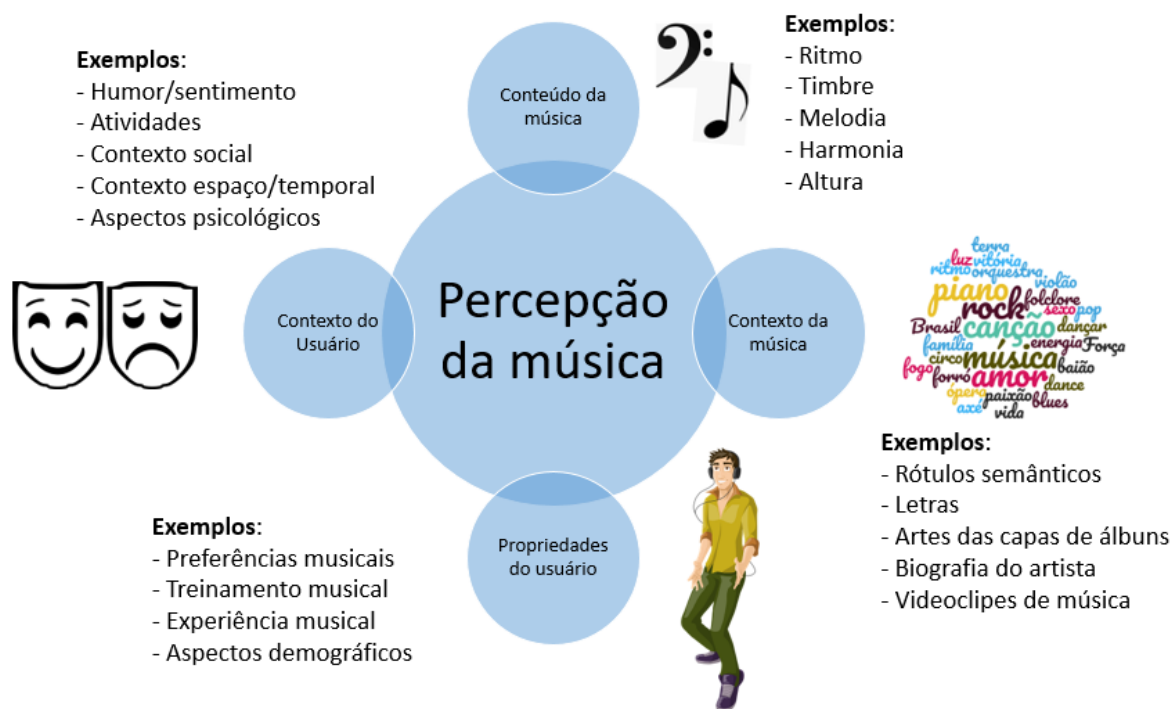 Exemplos:
- Humor/sentimento
- Atividades
- Contexto social
- Contexto espaço/temporal
- Aspectos psicológicos
Conteúdo da
música
Exemplos:
- Ritmo
- Timbre
- Melodia
- Harmonia
- Altura
Contexto do
Usuário
Percepção
da música
Contexto da
música
terra
luz vitória
ritmo orquestra
violão
piano
rock
folclore
sexo pop
Brasil
canção
dançar
família
energia
Força
circo
música
baião
fogo
forró
amor
dance
ópero
paixão
blues
axé
vida
Exemplos:
- Rótulos semânticos
- Letras
- Artes das capas de álbuns
- Biografia do artista
- Videoclipes de música
Exemplos:
- Preferências musicais
- Treinamento musical
- Experiência musical
- Aspectos demográficos
Propriedades
do usuário